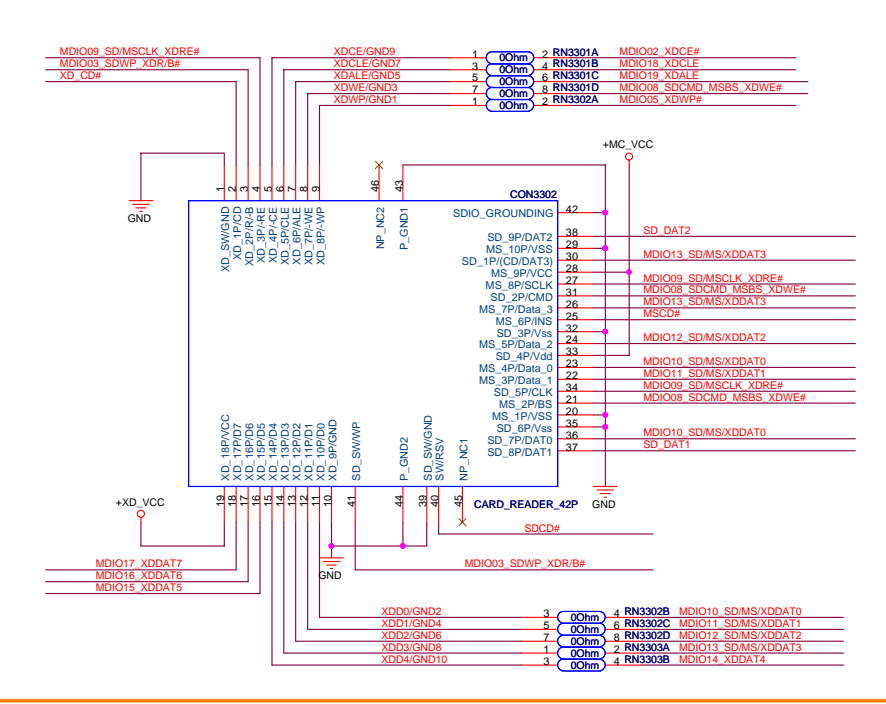 MDIO09_SD/MSCLK_XDRE# XDCE/GND9 1 0Ohm 2 RN3301A MDIO02_XDCE#
MDIO03_SDWP_XDR/B# XDCLE/GND7 3 0Ohm 4 RN3301B MDIO18_XDCLE
XD_CD# XDALE/GND5 5 0Ohm 6 RN3301C MDIO19_XDALE
XDWE/GND3 7 0Ohm 8 RN3301D MDIO08_SDCMD_MSBS_XDWE#
XDWP/GND1 1 0Ohm 2 RN3302A MDIO05_XDWP#
+MC_VCC
GND
1 2 3 4 5 6 7 8 9 46 43
CON3302
XD_SW/GND
XD_1P/CD
XD_2P/R/-B
XD_3P/-RE
XD_4P/-CE
XD_5P/CLE
XD_6P/ALE
XD_7P/-WE
XD_8P/-WP
NP_NC2
P_GND1
SDIO_GROUNDING 42
SD_9P/DAT2 38 SD_DAT2
MS_10P/VSS 29
SD_1P/(CD/DAT3) 30 MDIO13_SD/MS/XDDAT3
MS_9P/VCC 28
MS_8P/SCLK 27 MDIO09_SD/MSCLK_XDRE#
SD_2P/CMD 31 MDIO08_SDCMD_MSBS_XDWE#
MS_7P/Data_3 26 MDIO13_SD/MS/XDDAT3
MS_6P/INS 25 MSCD#
SD_3P/Vss 32
MS_5P/Data_2 24 MDIO12_SD/MS/XDDAT2
SD_4P/Vdd 33
MS_4P/Data_0 23 MDIO10_SD/MS/XDDAT0
MS_3P/Data_1 22 MDIO11_SD/MS/XDDAT1
SD_5P/CLK 34 MDIO09_SD/MSCLK_XDRE#
MS_2P/BS 21 MDIO08_SDCMD_MSBS_XDWE#
MS_1P/VSS 20
SD_6P/Vss 35
SD_7P/DAT0 36 MDIO10_SD/MS/XDDAT0
SD_8P/DAT1 37 SD_DAT1
XD_18P/VCC
XD_17P/D7
XD_16P/D6
XD_15P/D5
XD_14P/D4
XD_13P/D3
XD_12P/D2
XD_11P/D1
XD_10P/D0
XD_9P/GND
SD_SW/WP
P_GND2
SD_SW/GND
SW/RSV
NP_NC1
19 18 17 16 15 14 13 12 11 10 41 44 39 40 45
CARD_READER_42P
+XD_VCC
GND
SDCD#
MDIO17_XDDAT7
GND
MDIO03_SDWP_XDR/B#
MDIO16_XDDAT6
MDIO15_XDDAT5
XDD0/GND2 3 0Ohm 4 RN3302B MDIO10_SD/MS/XDDAT0
XDD1/GND4 5 0Ohm 6 RN3302C MDIO11_SD/MS/XDDAT1
XDD2/GND6 7 0Ohm 8 RN3302D MDIO12_SD/MS/XDDAT2
XDD3/GND8 1 0Ohm 2 RN3303A MDIO13_SD/MS/XDDAT3
XDD4/GND10 3 0Ohm 4 RN3303B MDIO14_XDDAT4